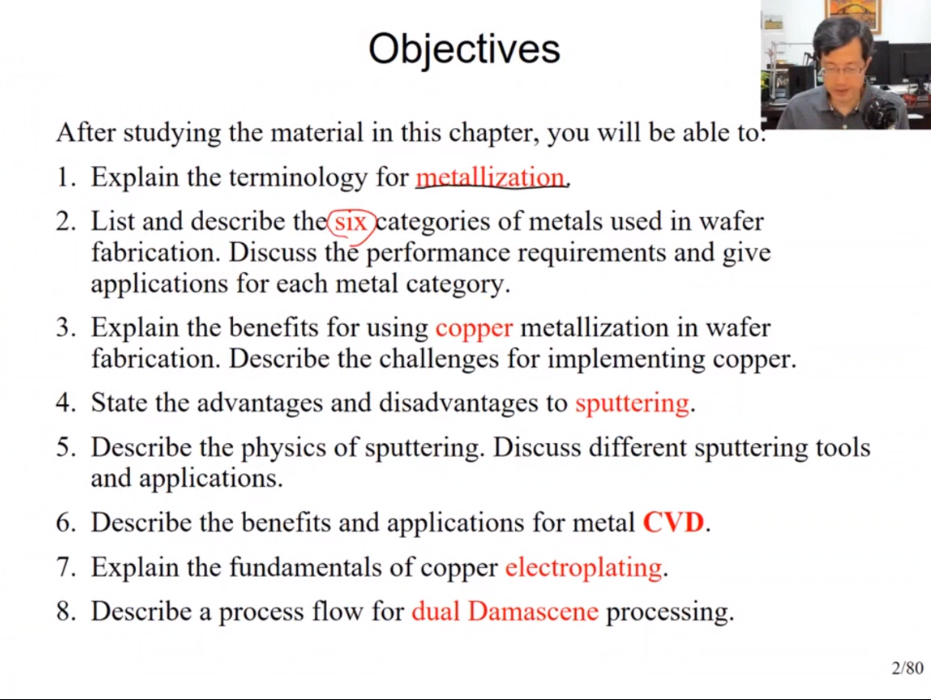 Objectives
After studying the material in this chapter, you will be able to:
1. Explain the terminology for metallization.
2. List and describe the six categories of metals used in wafer
fabrication. Discuss the performance requirements and give
applications for each metal category.
3. Explain the benefits for using copper metallization in wafer
fabrication. Describe the challenges for implementing copper.
4. State the advantages and disadvantages to sputtering.
5. Describe the physics of sputtering. Discuss different sputtering tools
and applications.
6. Describe the benefits and applications for metal CVD.
7. Explain the fundamentals of copper electroplating.
8. Describe a process flow for dual Damascene processing.
2/80